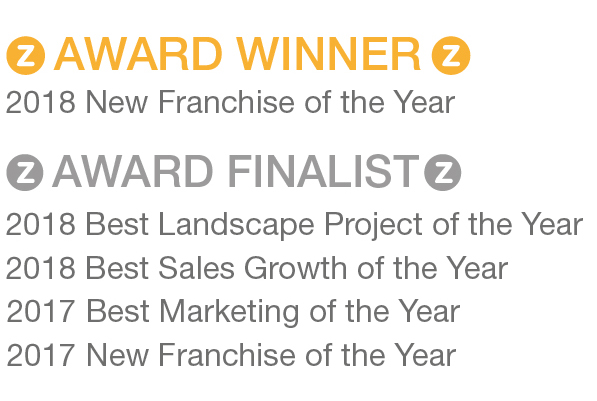 Z AWARD WINNER Z
2018 New Franchise of the Year
Z AWARD FINALIST Z
2018 Best Landscape Project of the Year
2018 Best Sales Growth of the Year
2017 Best Marketing of the Year
2017 New Franchise of the Year